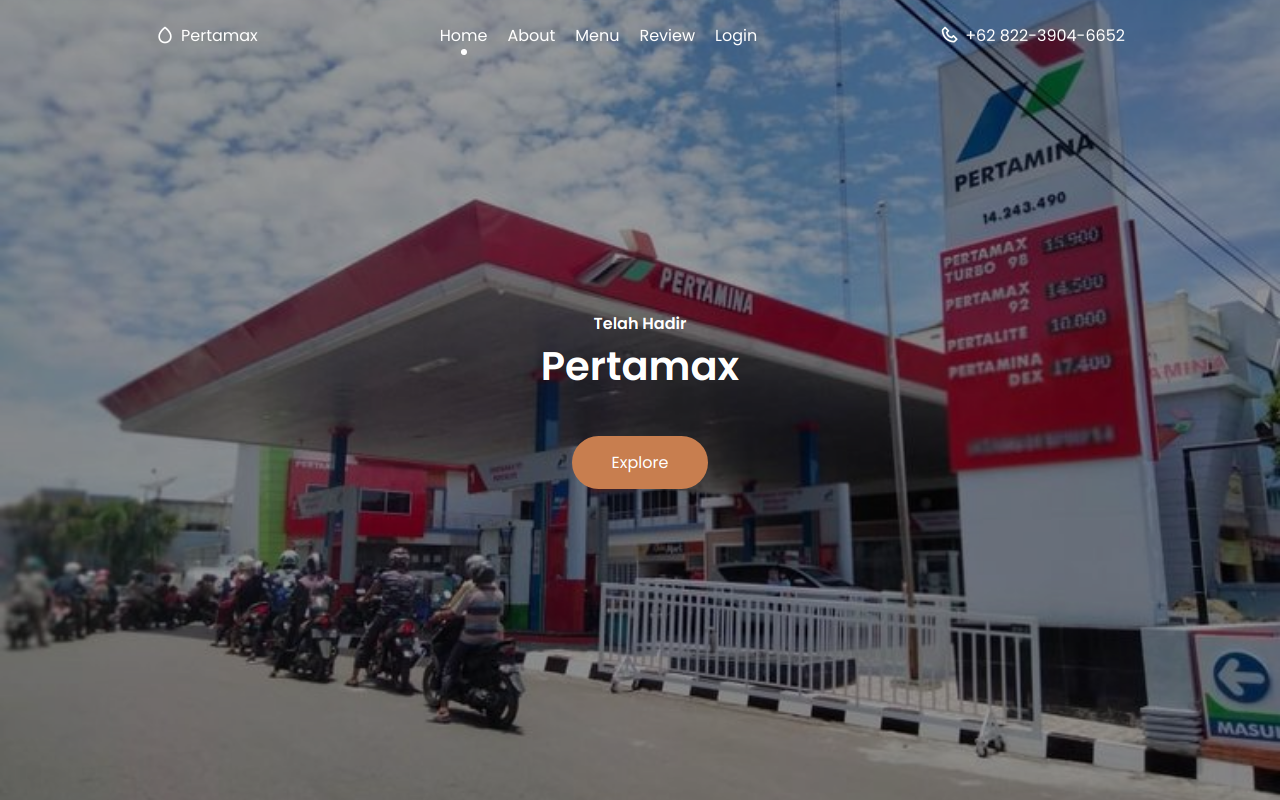 Pertamax
Home About Menu Review Login
+62 822-3904-6652
PERTAMINA
14.243.490
PERTAMAX
TURBO 98
15.900
PERTAMAX
92
14.500
PERTALITE
10.000
PERTAMINA
DEX
17.400
PERTAMINA
Telah Hadir
Pertamax
Explore
MASUK